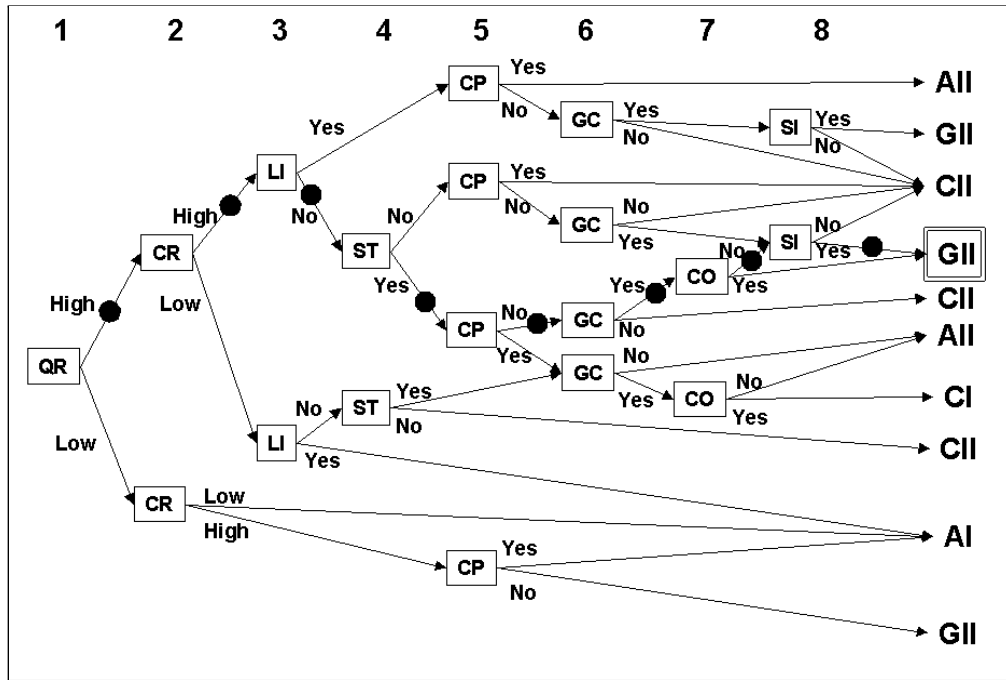 1 2 3 4 5 6 7 8
CP Yes AII
No GC Yes SI Yes GII
No No
Yes
LI CP Yes CII
No No GC No SI No
High No Yes Yes GII
CR ST No
Yes Yes CO Yes
High Low CP No GC No CII
Yes No AII
QR GC
No ST Yes Yes CO No CI
Low LI No Yes
Yes CII
CR Low
High AI
CP Yes
No
GII